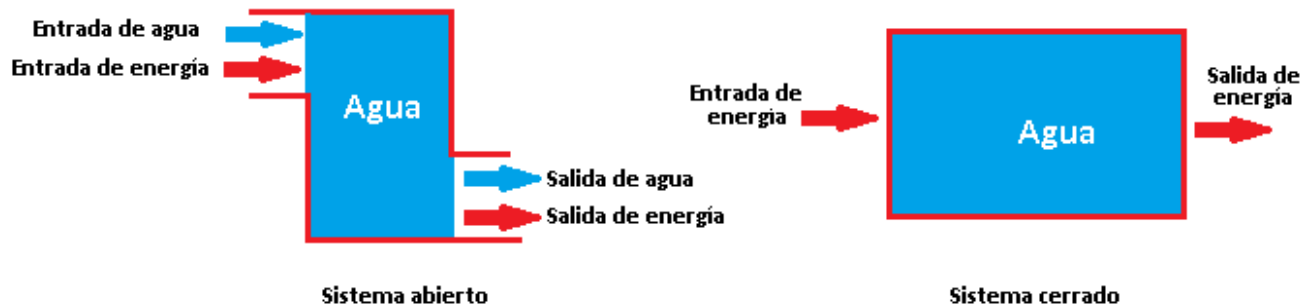 Entrada de agua
Entrada de energía
Agua
Salida de agua
Salida de energía
Sistema abierto
Entrada de
energia
Agua
Salida de
energía
Sistema cerrado